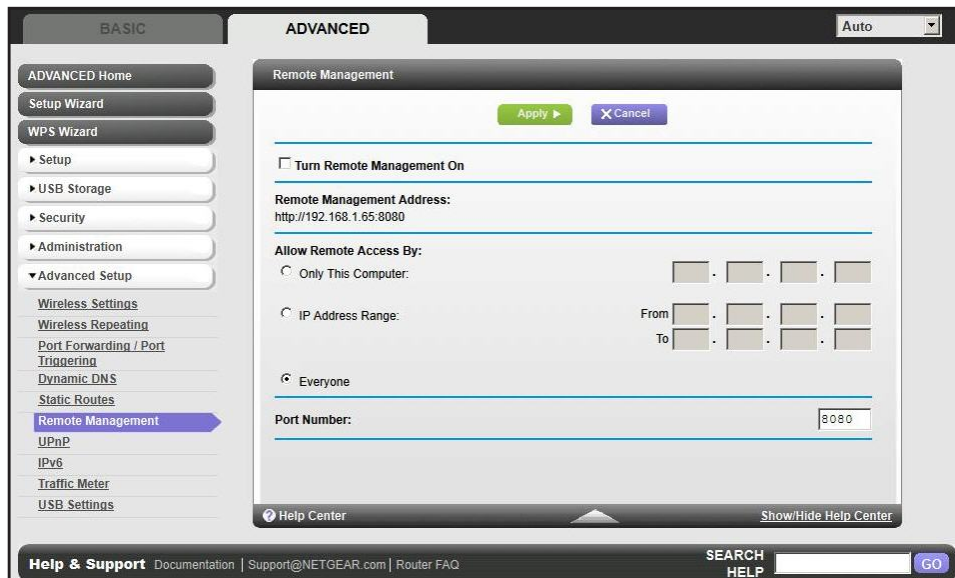 BASIC
ADVANCED
Auto
ADVANCED Home
Setup Wizard
WPS Wizard
Setup
USB Storage
Security
Administration
Advanced Setup
Wireless Settings
Wireless Repeating
Port Forwarding / Port
Triggering
Dynamic DNS
Static Routes
Remote Management
UPnP
IPv6
Traffic Meter
USB Settings
Remote Management
Apply
X Cancel
Turn Remote Management On
Remote Management Address:
http://192.168.1.65:8080
Allow Remote Access By:
Only This Computer: . . .
IP Address Range:
From . . .
To . . .
Everyone
Port Number: 8080
? Help Center
Show/Hide Help Center
Help & Support Documentation | Support@NETGEAR.com | Router FAQ
SEARCH
HELP
GO